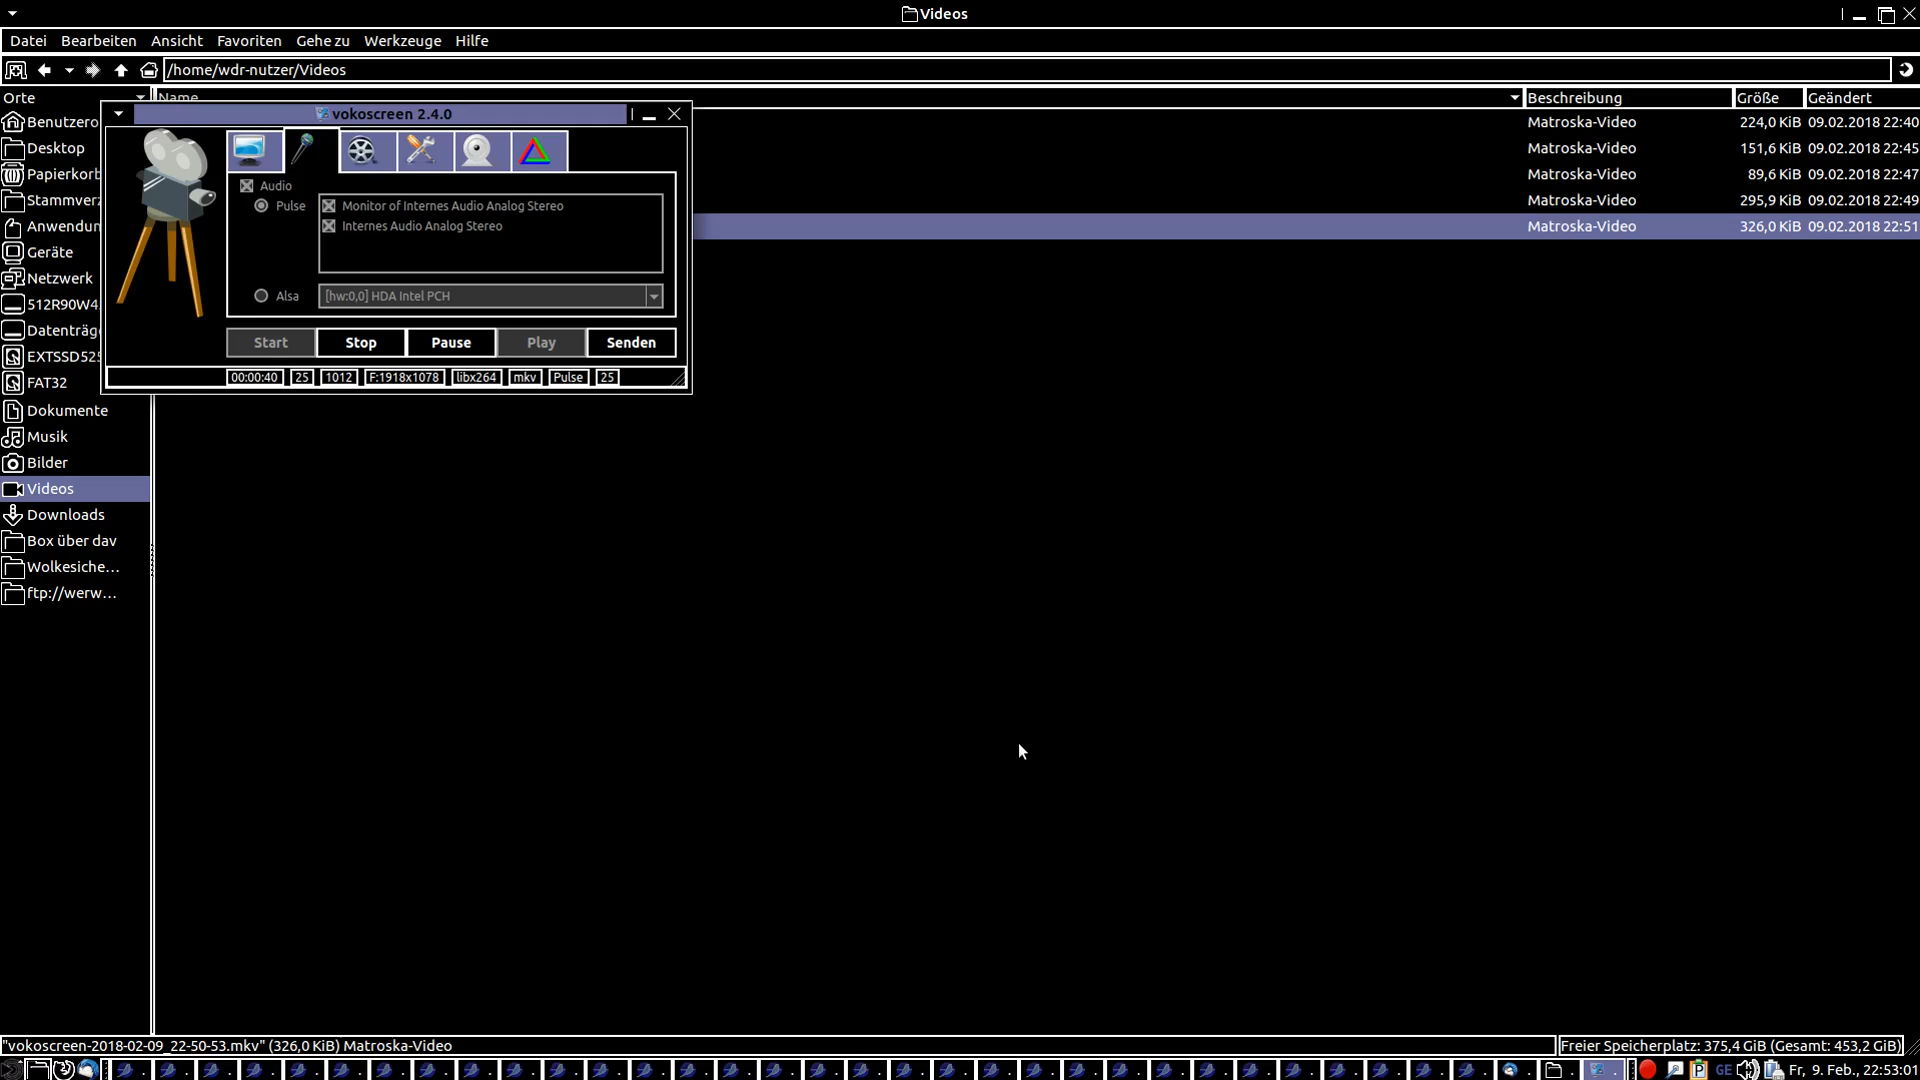 Videos
Datei Bearbeiten Ansicht Favoriten Gehe zu Werkzeuge Hilfe
/home/wdr-nutzer/Videos
Orte
Name
Beschreibung Größe Geändert
vokoscreen 2.4.0
Benutzero
Desktop
Papierkorb
Stammverz
Anwendun
Geräte
Netzwerk
512R90W4
Datenträge
EXTSSD525
FAT32
Dokumente
Musik
Bilder
Videos
Downloads
Box über dav
Wolkesiche...
ftp://werw...
Audio
Pulse
Monitor of Internes Audio Analog Stereo
Internes Audio Analog Stereo
Alsa
[hw:0,0] HDA Intel PCH
Start Stop Pause Play Senden
00:00:40 25 1012 F:1918x1078 libx264 mkv Pulse 25
Matroska-Video 224,0 KiB 09.02.2018 22:40
Matroska-Video 151,6 KiB 09.02.2018 22:45
Matroska-Video 89,6 KiB 09.02.2018 22:47
Matroska-Video 295,9 KiB 09.02.2018 22:49
Matroska-Video 326,0 KiB 09.02.2018 22:51
"vokoscreen-2018-02-09_22-50-53.mkv" (326,0 KiB) Matroska-Video
Freier Speicherplatz: 375,4 GiB (Gesamt: 453,2 GiB)
P GE Fr, 9. Feb., 22:53:01